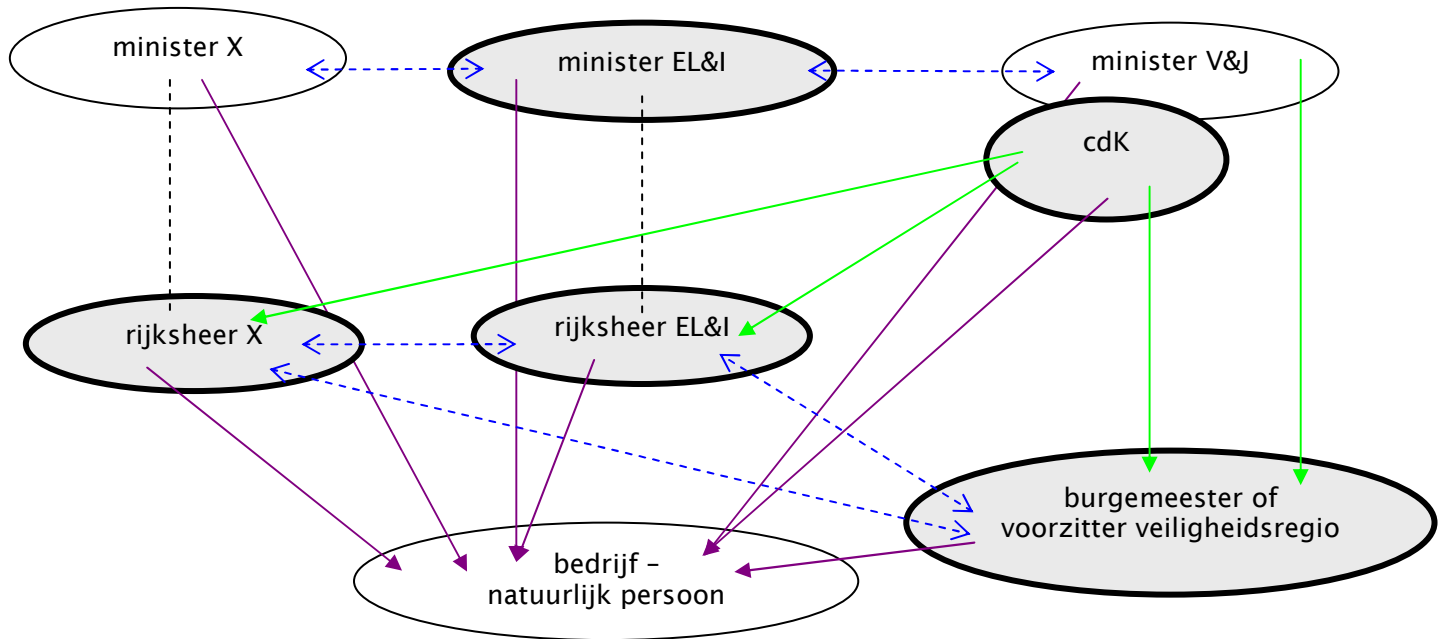 minister X
minister EL&I
minister V&J
cdK
rijksheer X
rijksheer EL&I
burgemeester of
voorzitter veiligheidsregio
bedrijf –
natuurlijk persoon